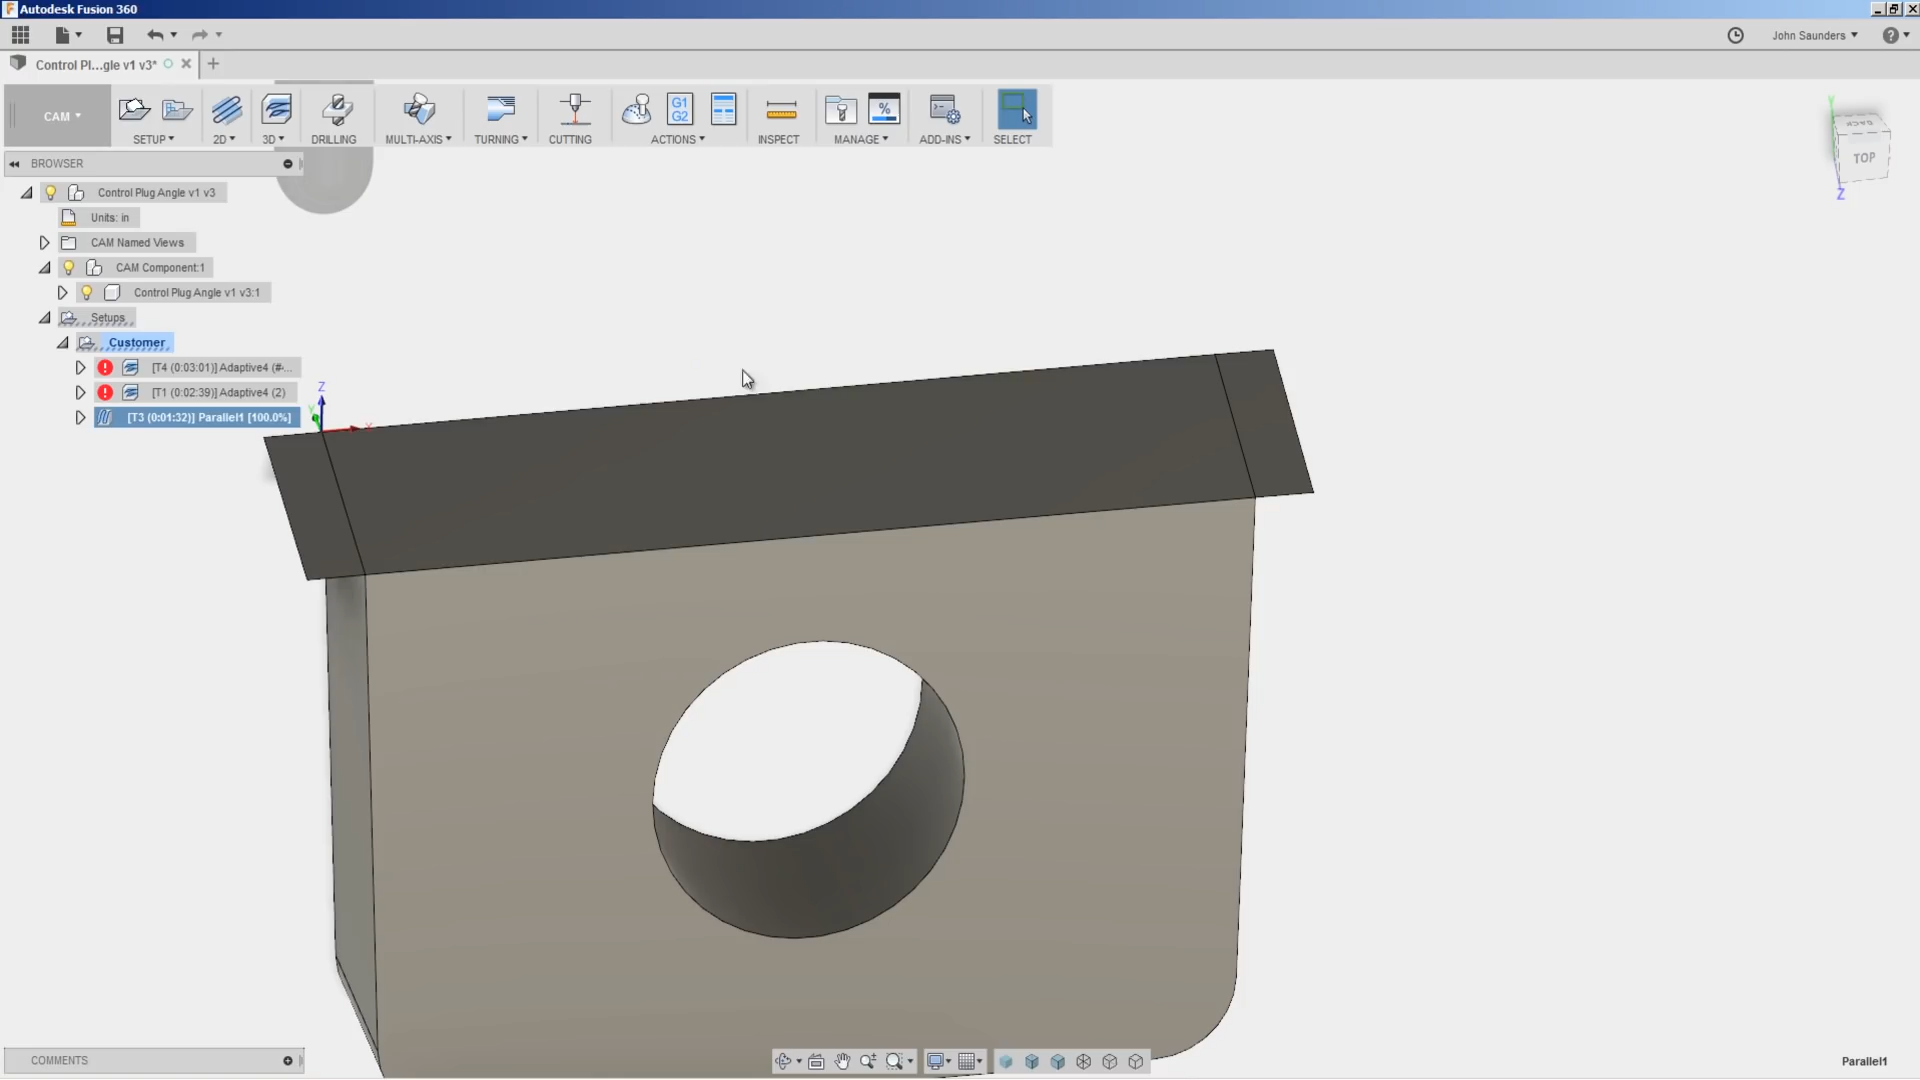 Autodesk Fusion 360
John Saunders
Control Pl...gle v1 v3*
CAM
SETUP
2D
3D
DRILLING
MULTI-AXIS
TURNING
CUTTING
G1
G2
ACTIONS
INSPECT
MANAGE
ADD-INS
SELECT
BROWSER
Control Plug Angle v1 v3
Units: in
CAM Named Views
CAM Component:1
Control Plug Angle v1 v3:1
Setups
Customer
[T4 (0:03:01)] Adaptive4 (#-...
[T1 (0:02:39)] Adaptive4 (2)
[T3 (0:01:32)] Parallel1 [100.0%]
Z
Y
X
Y
BACK
TOP
Z
COMMENTS
Parallel1